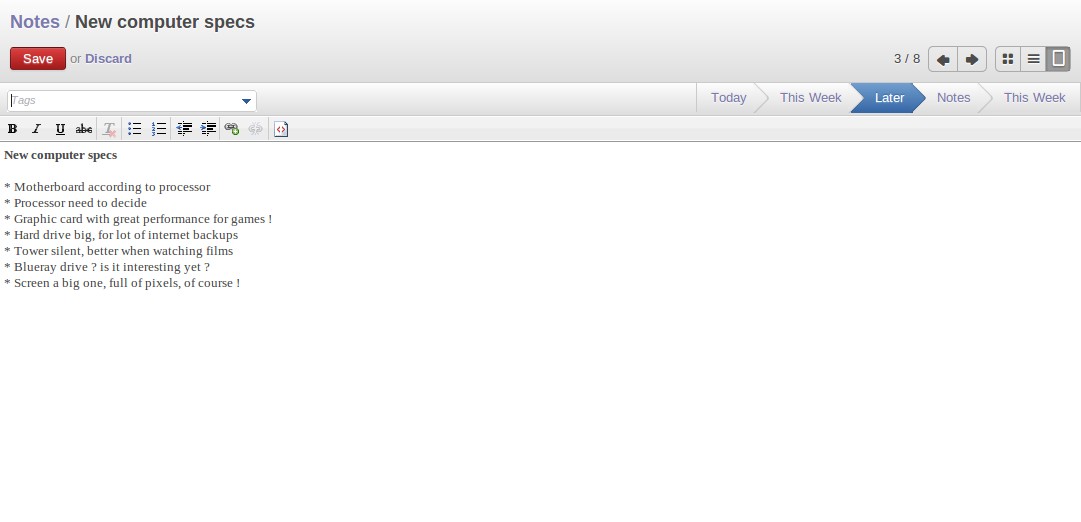 Notes / New computer specs
Save or Discard
3 / 8
Tags
Today This Week Later Notes This Week
B I U abc T
New computer specs
* Motherboard according to processor
* Processor need to decide
* Graphic card with great performance for games !
* Hard drive big, for lot of internet backups
* Tower silent, better when watching films
* Blueray drive ? is it interesting yet ?
* Screen a big one, full of pixels, of course !